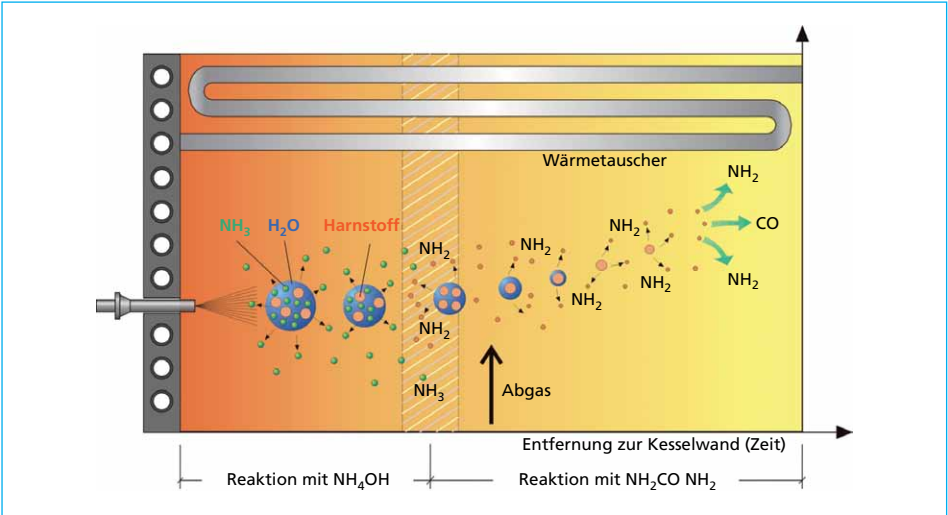 Wärmetauscher
NH₂
NH₃ H₂O Harnstoff
NH₂
CO
NH₂
NH₂
NH₂
NH₂
NH₂
NH₂
NH₃
Abgas
Entfernung zur Kesselwand (Zeit)
Reaktion mit NH₄OH
Reaktion mit NH₂CO NH₂